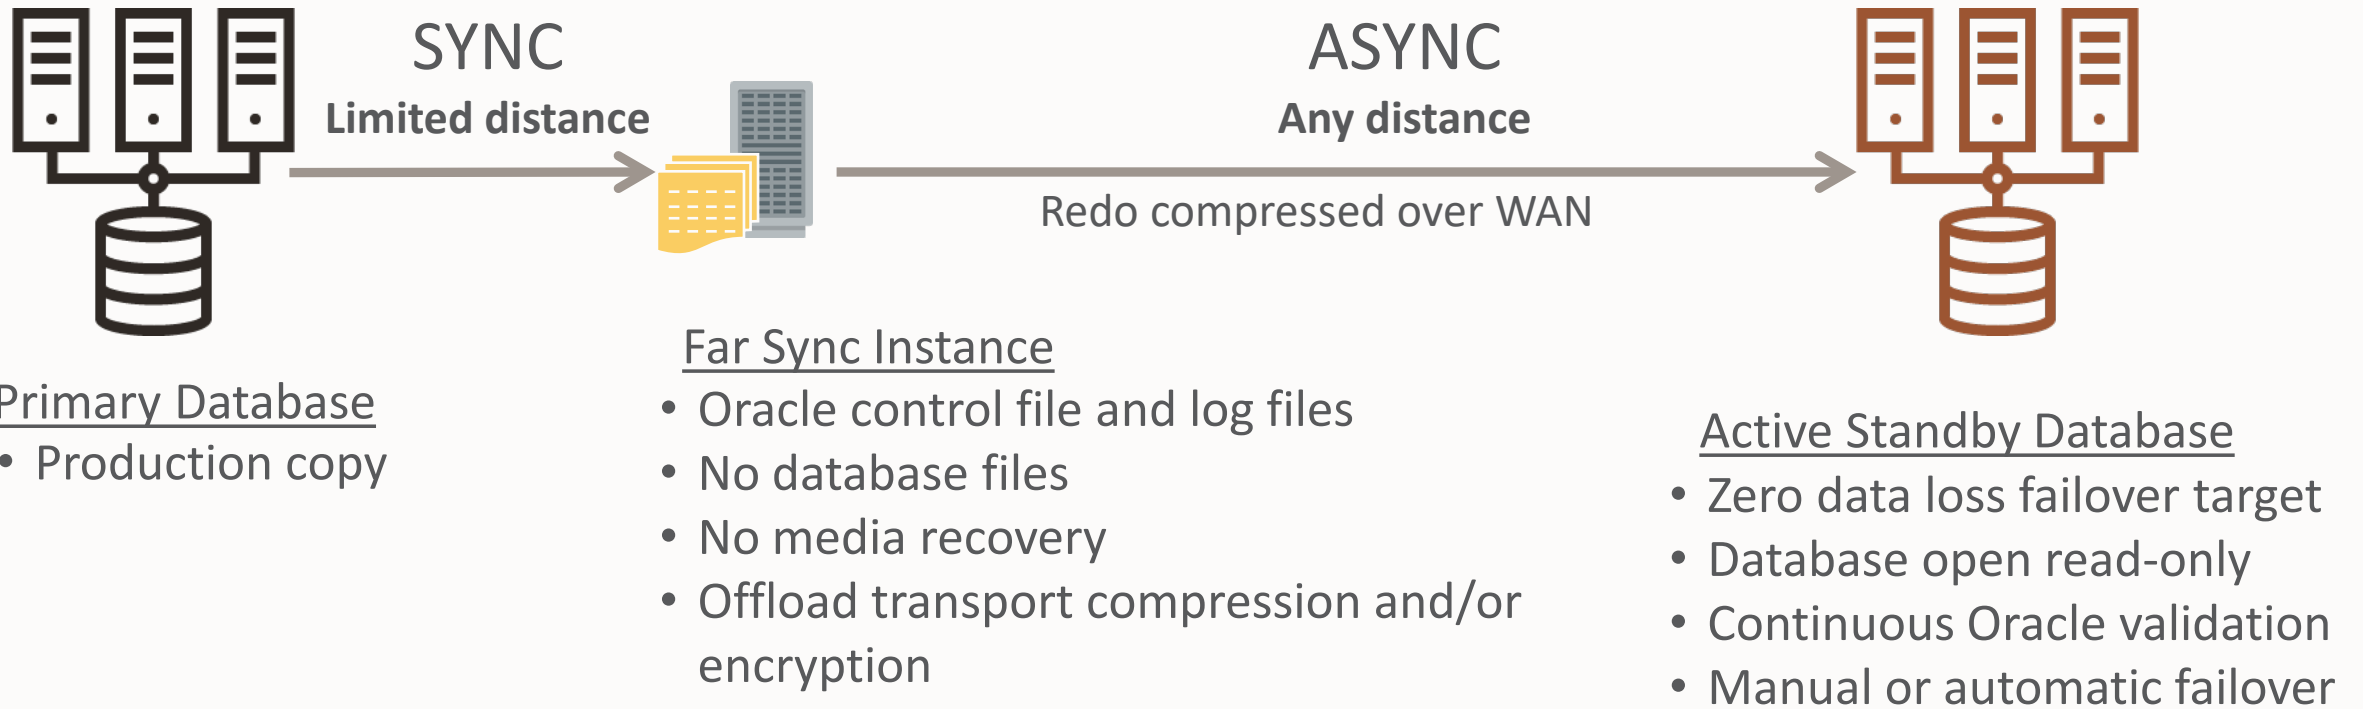 SYNC
Limited distance
ASYNC
Any distance
Redo compressed over WAN
Primary Database
• Production copy
Far Sync Instance
• Oracle control file and log files
• No database files
• No media recovery
• Offload transport compression and/or
encryption
Active Standby Database
• Zero data loss failover target
• Database open read-only
• Continuous Oracle validation
• Manual or automatic failover